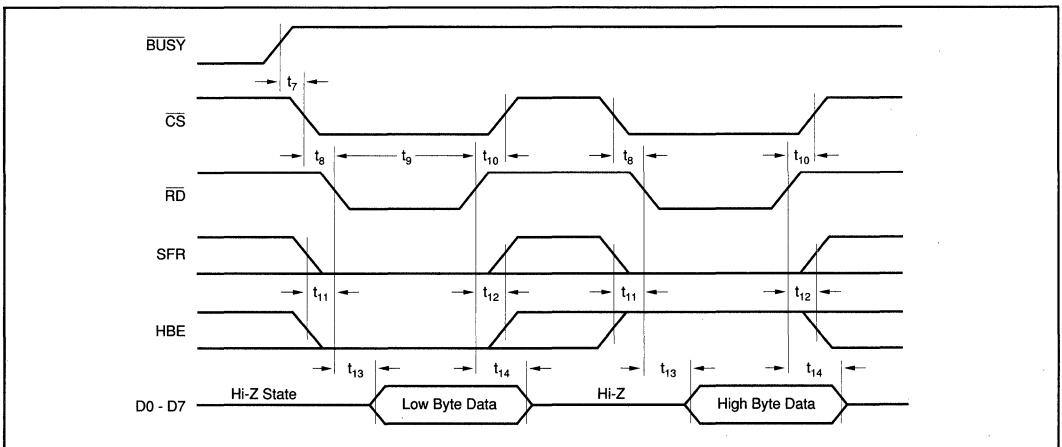 BUSY
t7
CS
t8 t9 t10 t8 t10
RD
SFR
t11 t12 t11 t12
HBE
t13 t14 t13 t14
Hi-Z State Low Byte Data Hi-Z High Byte Data
D0 - D7